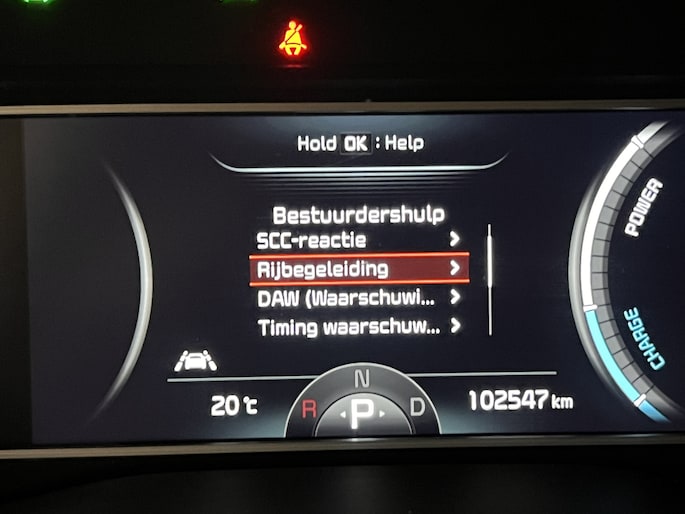 Hold OK : Help
Bestuurdershulp
SCC-reactie
Rijbegeleiding
DAW (Waarschuwi...
Timing waarschuw...
POWER
CHARGE
N
R P D
20°C
102547 km